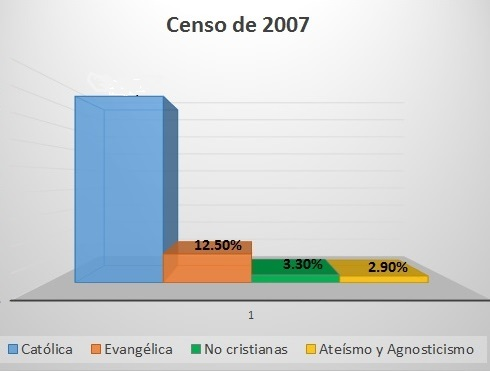 Censo de 2007
12.50%
3.30%
2.90%
1
Católica Evangélica No cristianas Ateísmo y Agnosticismo